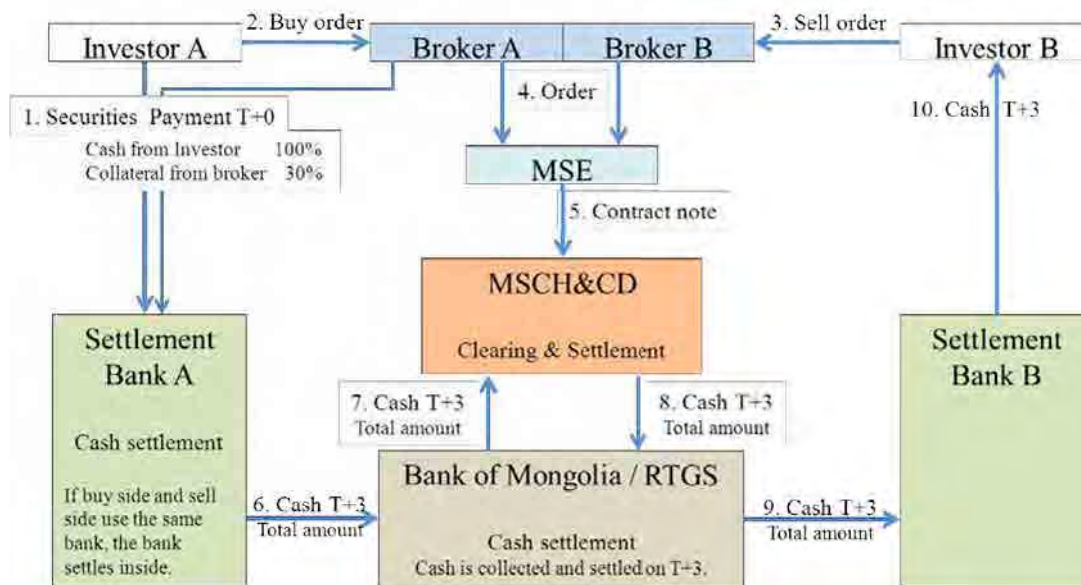 2. Buy order
3. Sell order
Investor A
Broker A
Broker B
Investor B
1. Securities Payment T+0
Cash from Investor 100%
Collateral from broker 30%
4. Order
10. Cash T+3
MSE
5. Contract note
MSCH&CD
Clearing & Settlement
Settlement
Bank A
Cash settlement
If buy side and sell
side use the same
bank, the bank
settles inside.
Settlement
Bank B
7. Cash T+3
Total amount
8. Cash T+3
Total amount
6. Cash T+3
Total amount
Bank of Mongolia / RTGS
Cash settlement
Cash is collected and settled on T+3.
9. Cash T+3
Total amount